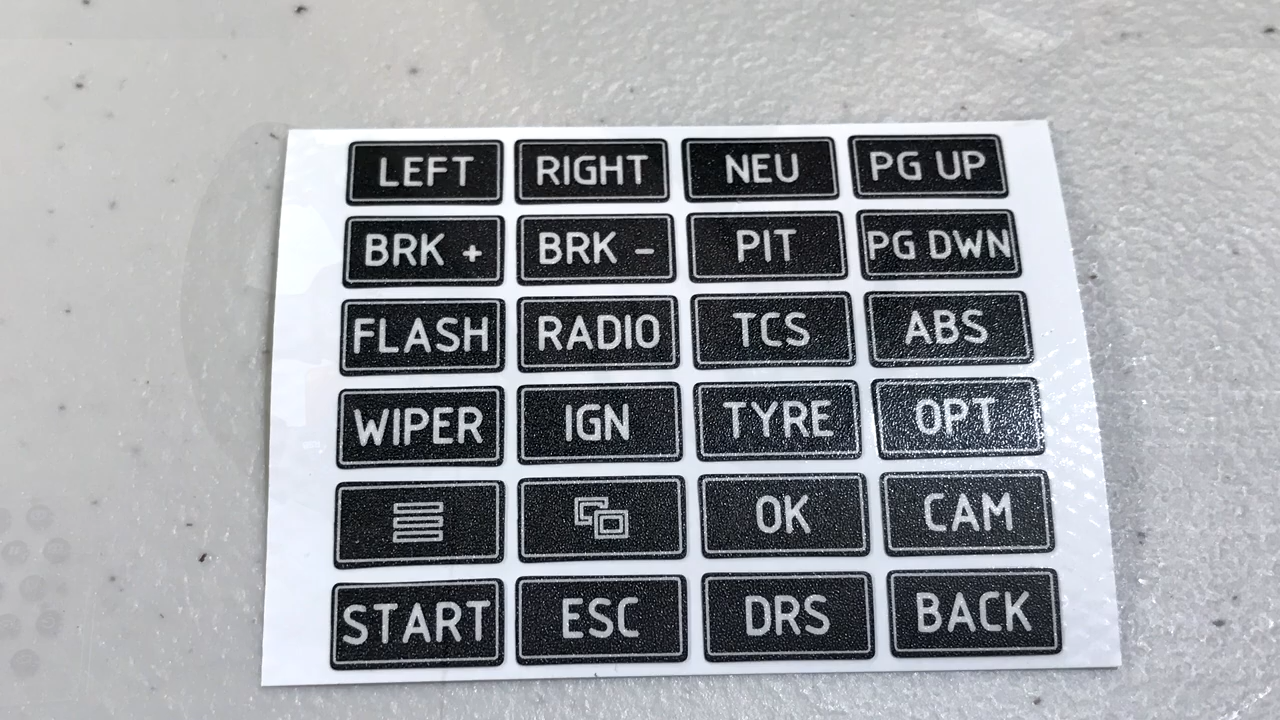 LEFT RIGHT NEU PG UP
BRK + BRK - PIT PG DWN
FLASH RADIO TCS ABS
WIPER IGN TYRE OPT
OK CAM
START ESC DRS BACK